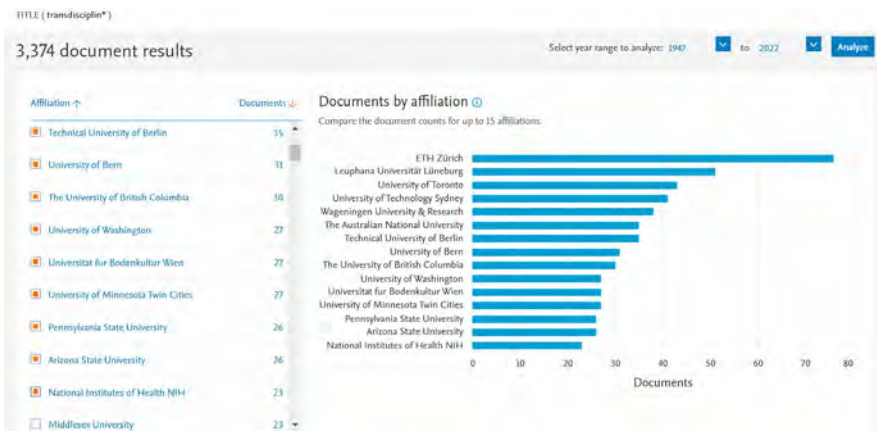 TITLE ( transdisciplin* )
3,374 document results
Select year range to analyze: 1947 to 2022 Analyze
Affiliation ↑ Documents ↓
Technical University of Berlin 35
University of Bern 31
The University of British Columbia 30
University of Washington 27
Universitat fur Bodenkultur Wien 27
University of Minnesota Twin Cities 27
Pennsylvania State University 26
Arizona State University 26
National Institutes of Health NIH 23
Middlesex University 23
Documents by affiliation
Compare the document counts for up to 15 affiliations.
ETH Zürich
Leuphana Universität Lüneburg
University of Toronto
University of Technology Sydney
Wageningen University & Research
The Australian National University
Technical University of Berlin
University of Bern
The University of British Columbia
University of Washington
Universitat fur Bodenkultur Wien
University of Minnesota Twin Cities
Pennsylvania State University
Arizona State University
National Institutes of Health NIH
0 10 20 30 40 50 60 70 80
Documents